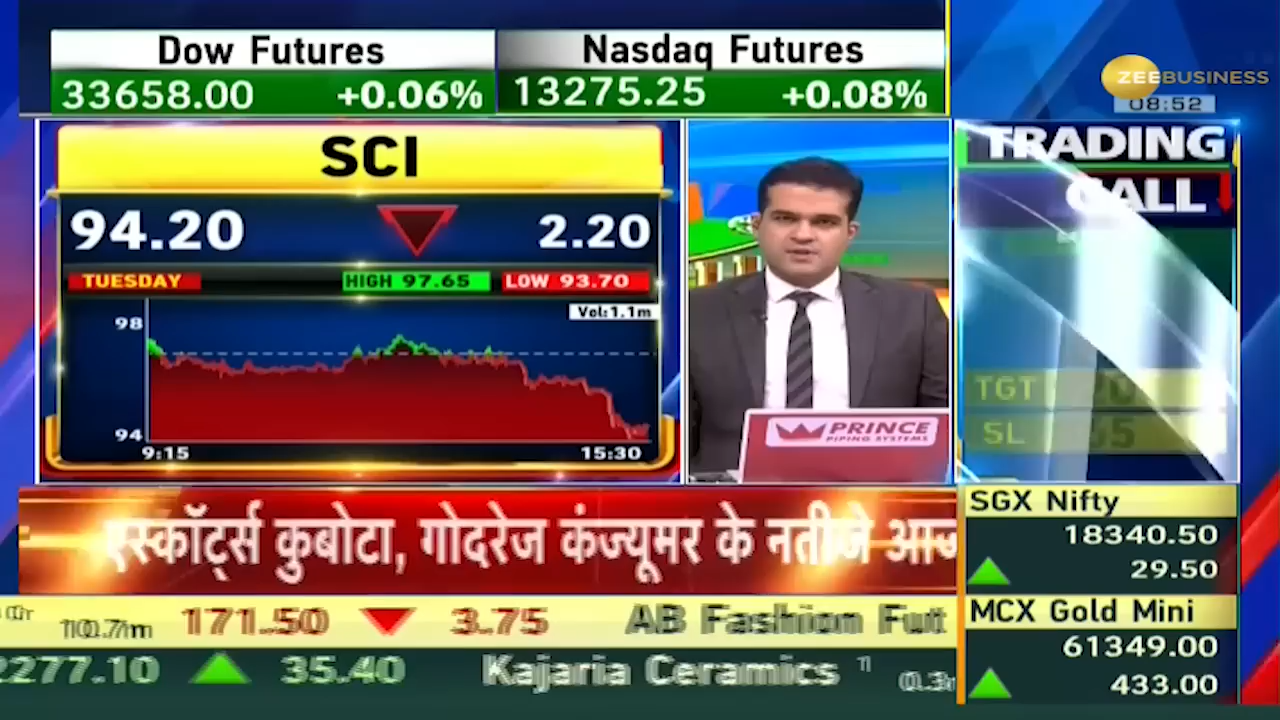 Dow Futures
33658.00 +0.06%
Nasdaq Futures
13275.25 +0.08%
ZEEBUSINESS
08:52
SCI
94.20 2.20
TUESDAY HIGH 97.65 LOW 93.70
Vol:1.1m
98
94
9:15 15:30
PRINCE
PIPING SYSTEMS
TRADING
CALL
TGT
SL
एस्कॉर्ट्स कुबोटा, गोदरेज कंज्यूमर के नतीजे आज
SGX Nifty
18340.50
29.50
MCX Gold Mini
61349.00
433.00
171.50 3.75 AB Fashion Fut
2277.10 35.40 Kajaria Ceramics